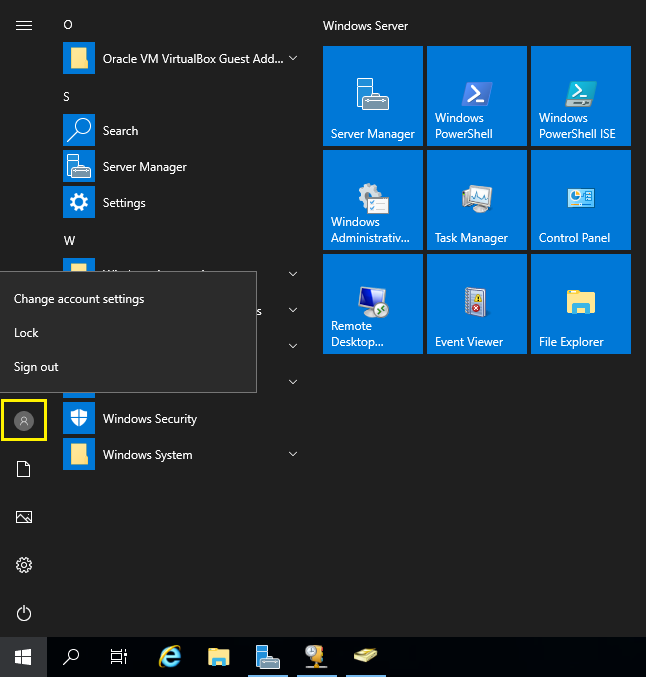 O
Oracle VM VirtualBox Guest Add...
S
Search
Server Manager
Settings
W
Change account settings
Lock
Sign out
Windows Security
Windows System
Windows Server
Server Manager
Windows
PowerShell
Windows
PowerShell ISE
Windows
Administrativ...
Task Manager
Control Panel
Remote
Desktop...
Event Viewer
File Explorer